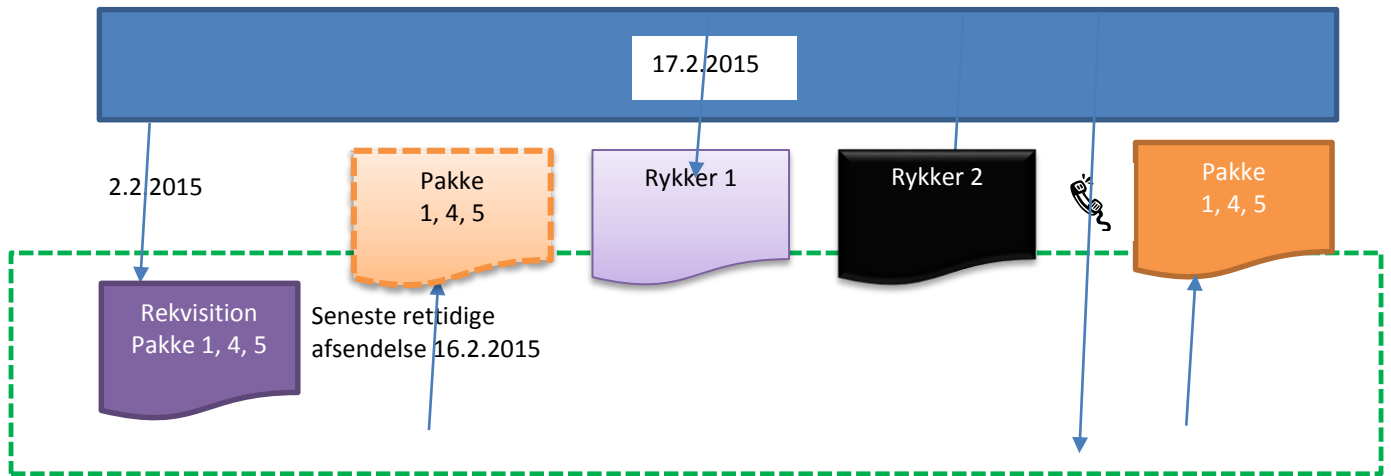 17.2.2015
2.2.2015
Pakke
1, 4, 5
Rykker 1
Rykker 2
Pakke
1, 4, 5
Rekvisition
Pakke 1, 4, 5
Seneste rettidige
afsendelse 16.2.2015